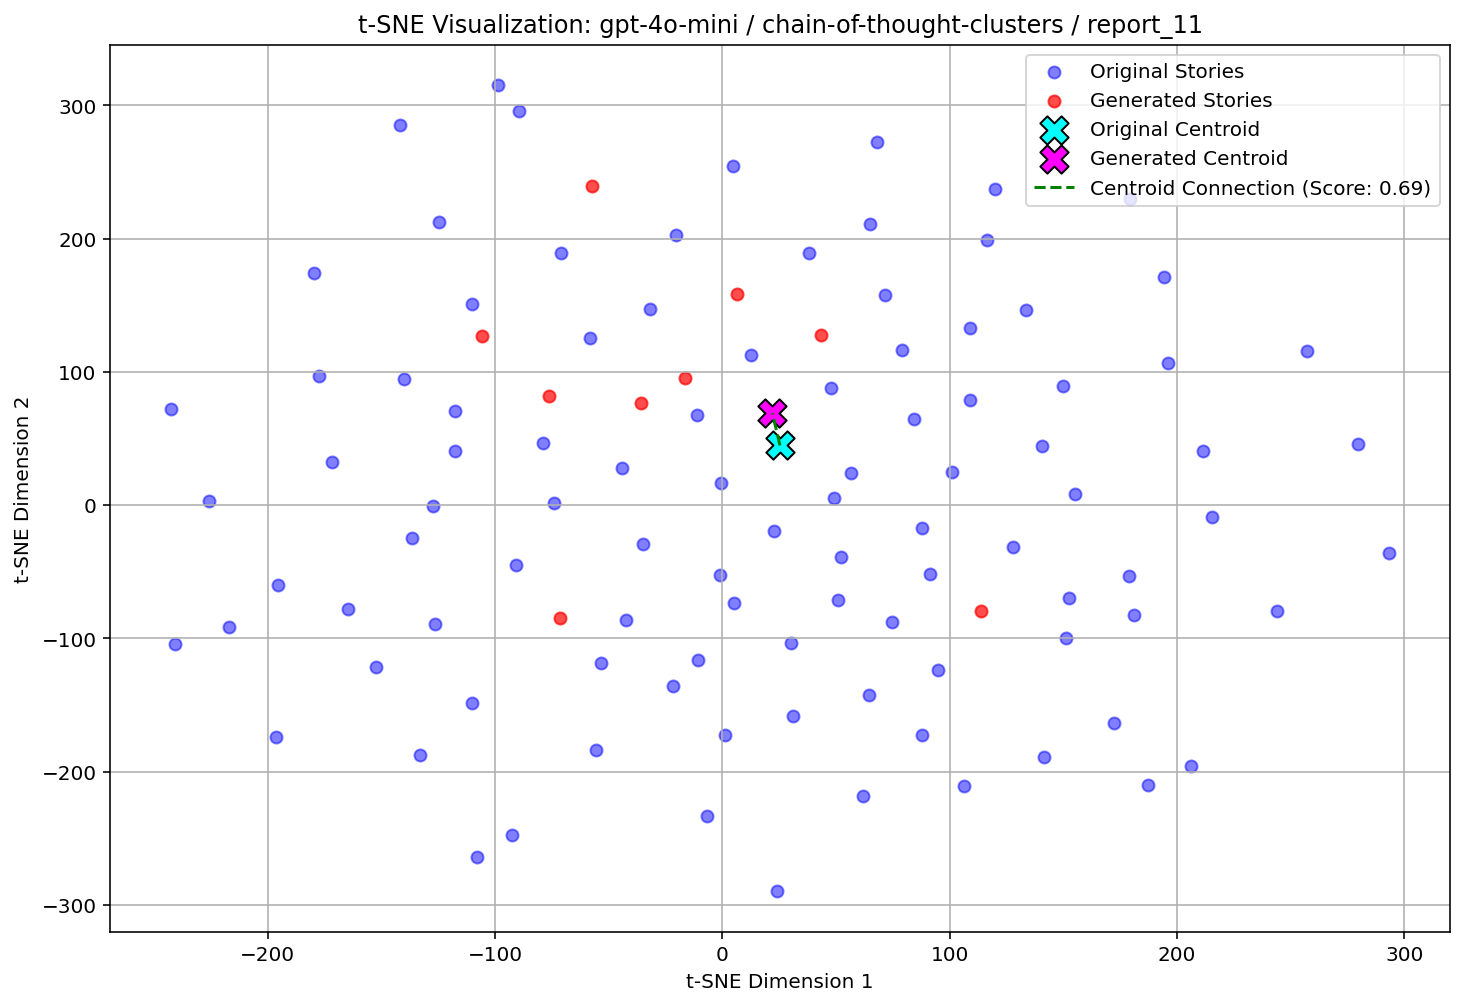 t-SNE Visualization: gpt-4o-mini / chain-of-thought-clusters / report_11
Original Stories
Generated Stories
Original Centroid
Generated Centroid
Centroid Connection (Score: 0.69)
t-SNE Dimension 2
300
200
100
0
−100
−200
−300
−200
−100
0
100
200
300
t-SNE Dimension 1